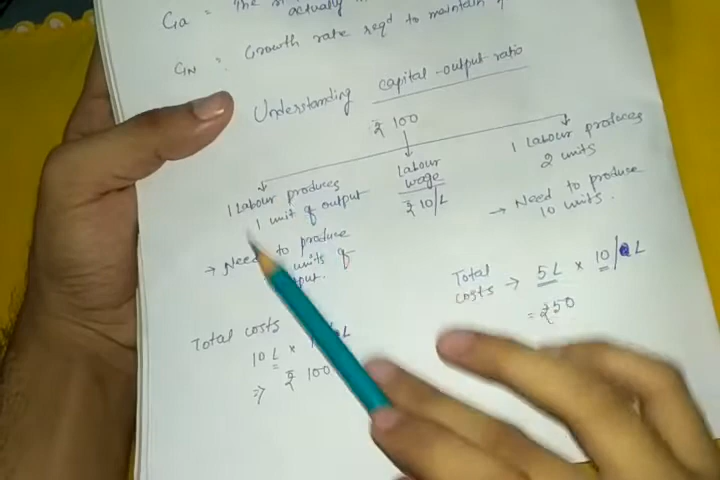 Ga = The
actually
GN : Growth rate reqd to maintain
Understanding capital-output ratio
₹ 100
1 Labour produces
1 unit of output
→ Need to produce
units of
Labour
wage
₹ 10/L
1 Labour produces
2 units
→ Need to produce
10 units.
Total costs
10 L ×
⇒ ₹ 100
Total
costs → 5L × 10/L
= ₹50